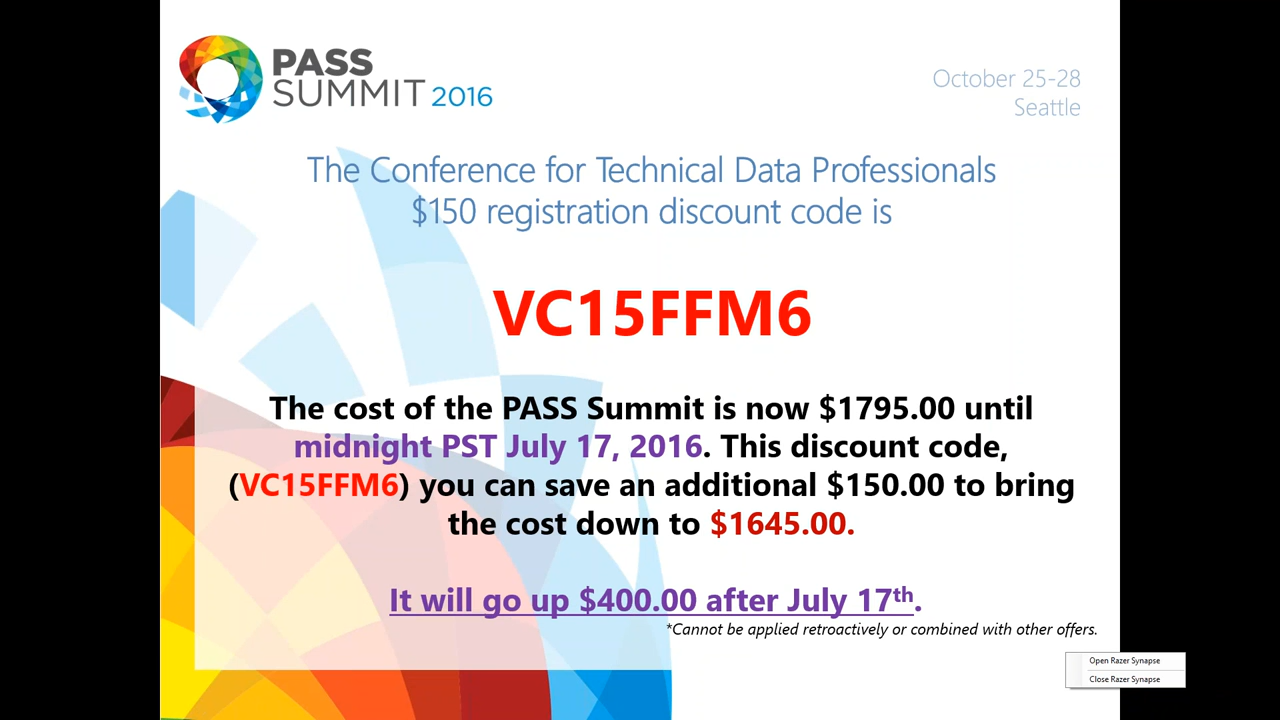 PASS
SUMMIT 2016
October 25-28
Seattle
The Conference for Technical Data Professionals
$150 registration discount code is
VC15FFM6
The cost of the PASS Summit is now $1795.00 until
midnight PST July 17, 2016. This discount code,
(VC15FFM6) you can save an additional $150.00 to bring
the cost down to $1645.00.
It will go up $400.00 after July 17th.
*Cannot be applied retroactively or combined with other offers.
Open Razer Synapse
Close Razer Synapse